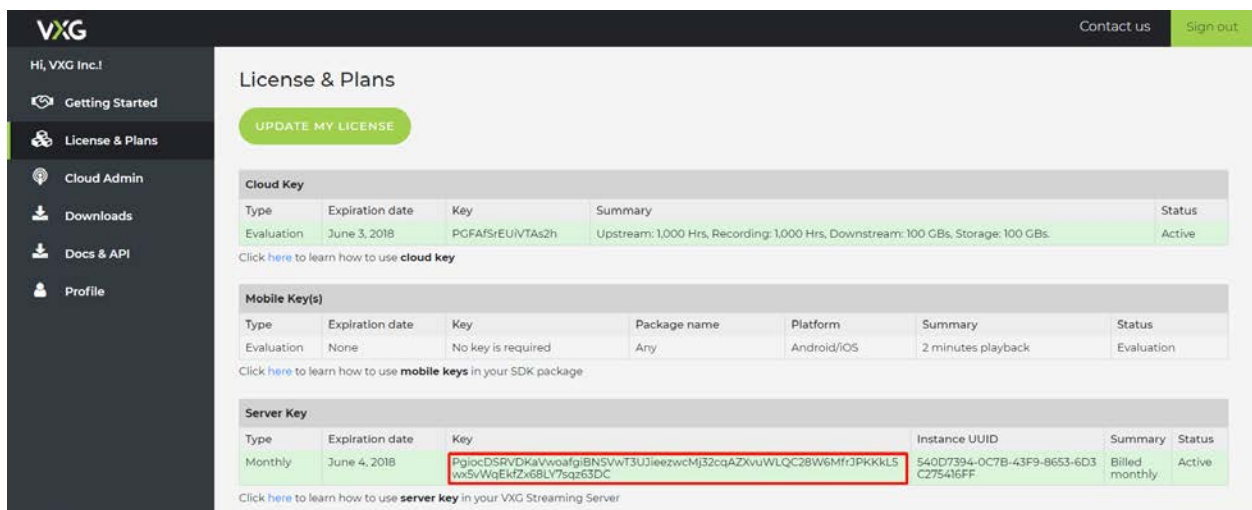 VXG
Contact us
Sign out
Hi, VXG Inc.!
Getting Started
License & Plans
Cloud Admin
Downloads
Docs & API
Profile
License & Plans
UPDATE MY LICENSE
Cloud Key
Type Expiration date Key Summary Status
Evaluation June 3, 2018 PGFAfSrEUiVTAs2h Upstream: 1,000 Hrs, Recording: 1,000 Hrs, Downstream: 100 GBs, Storage: 100 GBs. Active
Click here to learn how to use cloud key
Mobile Key(s)
Type Expiration date Key Package name Platform Summary Status
Evaluation None No key is required Any Android/iOS 2 minutes playback Evaluation
Click here to learn how to use mobile keys in your SDK package
Server Key
Type Expiration date Key Instance UUID Summary Status
Monthly June 4, 2018 PgiocDSRVDKaVwoafgiBNSVwT3UJieezwcMj32cqAZXvuWLQC28W6MfrJPKKkL5 540D7394-0C7B-43F9-8653-6D3 Billed Active
wx5vWqEkfZx68LY7sqz63DC C275416FF monthly
Click here to learn how to use server key in your VXG Streaming Server